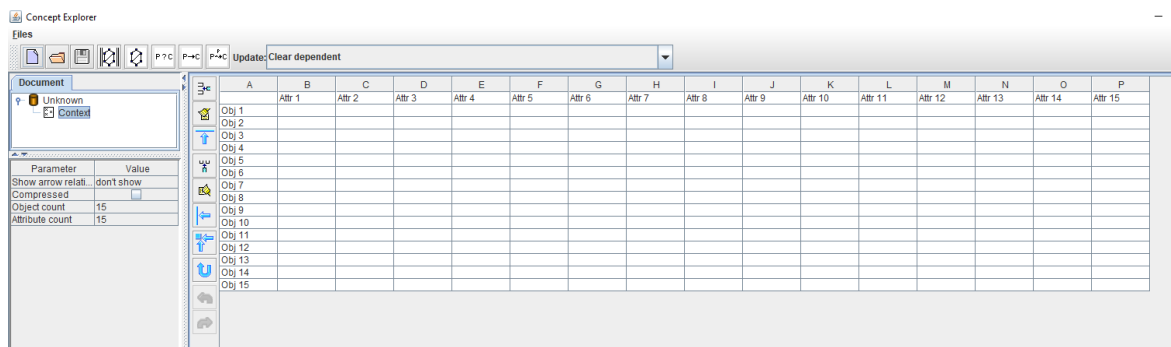 Concept Explorer
Files
P?C P→C P→C Update: Clear dependent
Document
Unknown
Context
Parameter Value
Show arrow relati... don't show
Compressed
Object count 15
Attribute count 15
A B C D E F G H I J K L M N O P
Attr 1 Attr 2 Attr 3 Attr 4 Attr 5 Attr 6 Attr 7 Attr 8 Attr 9 Attr 10 Attr 11 Attr 12 Attr 13 Attr 14 Attr 15
Obj 1
Obj 2
Obj 3
Obj 4
Obj 5
Obj 6
Obj 7
Obj 8
Obj 9
Obj 10
Obj 11
Obj 12
Obj 13
Obj 14
Obj 15